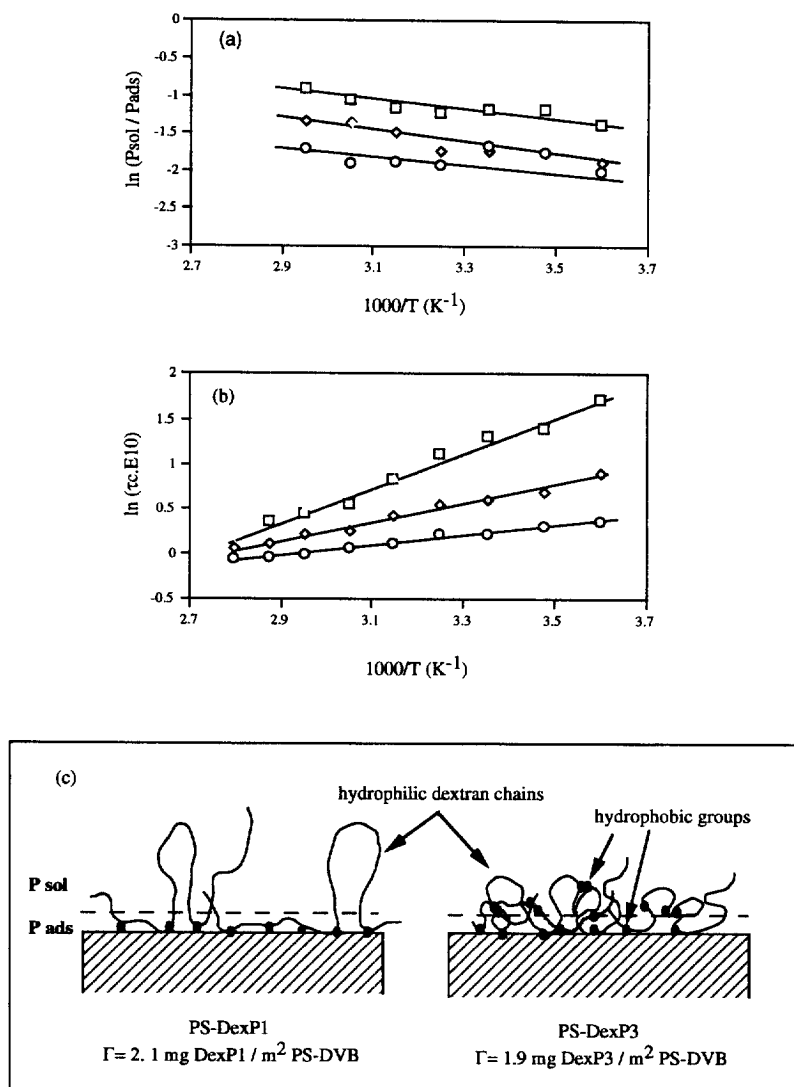 (a)
0
-0.5
-1
-1.5
-2
-2.5
-3
ln (Psol / Pads)
2.7 2.9 3.1 3.3 3.5 3.7
1000/T (K⁻¹)
(b)
2
1.5
1
0.5
0
-0.5
ln (τc.E10)
2.7 2.9 3.1 3.3 3.5 3.7
1000/T (K⁻¹)
(c)
hydrophilic dextran chains
hydrophobic groups
P sol
P ads
PS-DexP1
Γ= 2. 1 mg DexP1 / m² PS-DVB
PS-DexP3
Γ= 1.9 mg DexP3 / m² PS-DVB